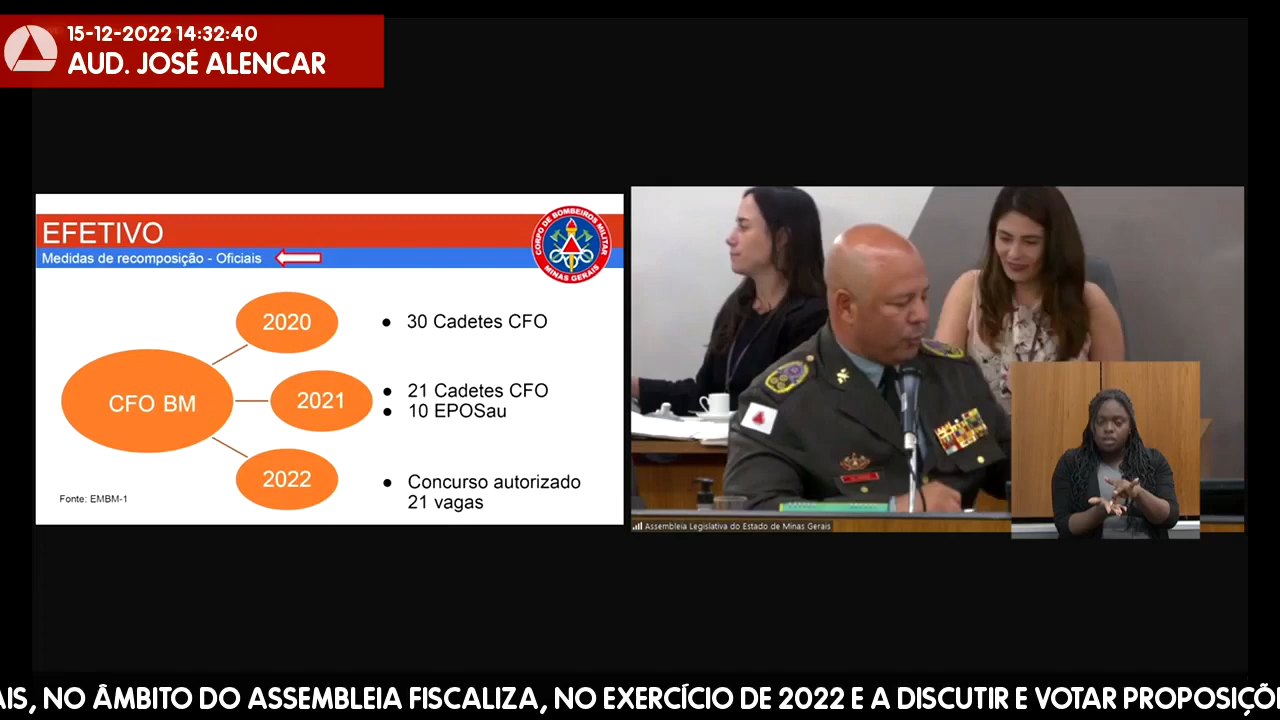 15-12-2022 14:32:40
AUD. JOSÉ ALENCAR
EFETIVO
Medidas de recomposição - Oficiais
CORPO DE BOMBEIROS MILITAR
MINAS GERAIS
CFO BM
2020
● 30 Cadetes CFO
2021
● 21 Cadetes CFO
● 10 EPOSau
2022
● Concurso autorizado
21 vagas
Fonte: EMBM-1
Assembleia Legislativa do Estado de Minas Gerais
AIS, NO ÂMBITO DO ASSEMBLEIA FISCALIZA, NO EXERCÍCIO DE 2022 E A DISCUTIR E VOTAR PROPOSIÇÕ